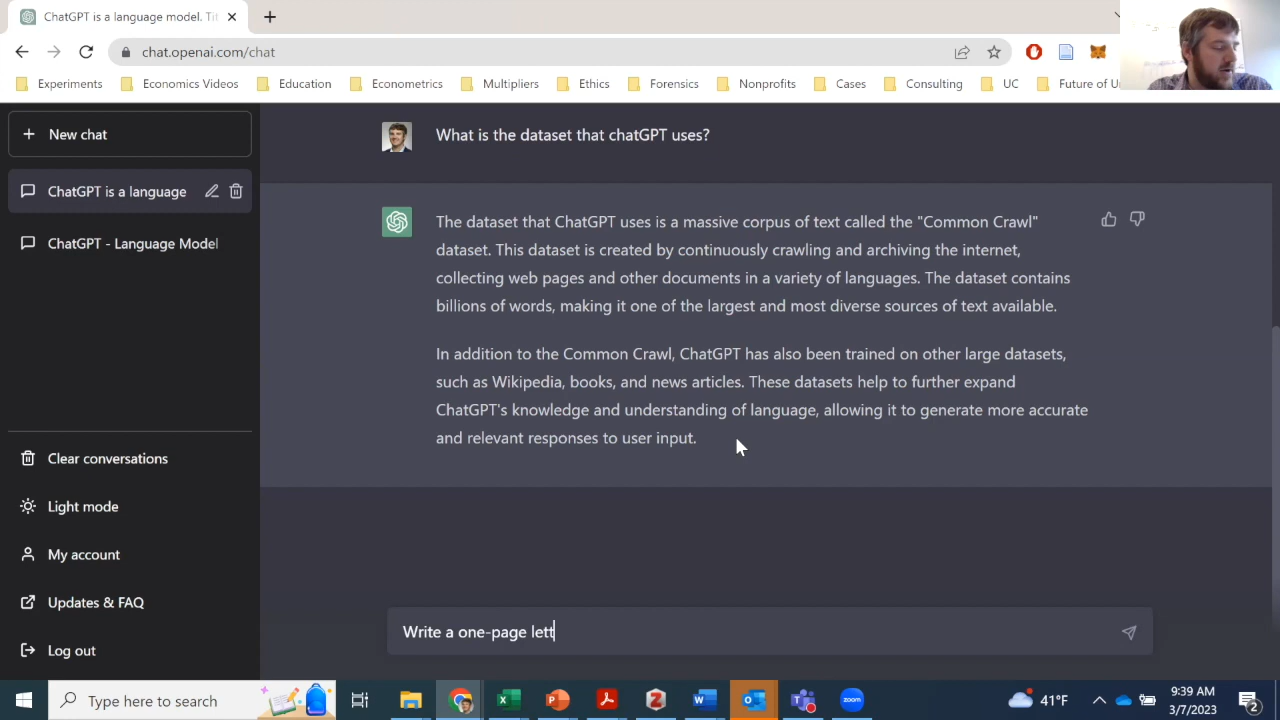 ChatGPT is a language model. Tit
chat.openai.com/chat
Experiments Economics Videos Education Econometrics Multiplier Ethics Forensics Nonprofits Cases Consulting UC Future of Un
New chat
ChatGPT is a language
ChatGPT - Language Model
What is the dataset that chatGPT uses?
The dataset that ChatGPT uses is a massive corpus of text called the "Common Crawl"
dataset. This dataset is created by continuously crawling and archiving the internet,
collecting web pages and other documents in a variety of languages. The dataset contains
billions of words, making it one of the largest and most diverse sources of text available.
In addition to the Common Crawl, ChatGPT has also been trained on other large datasets,
such as Wikipedia, books, and news articles. These datasets help to further expand
ChatGPT's knowledge and understanding of language, allowing it to generate more accurate
and relevant responses to user input.
Clear conversations
Light mode
My account
Updates & FAQ
Log out
Write a one-page lett
Type here to search
41°F
9:39 AM
3/7/2023
2